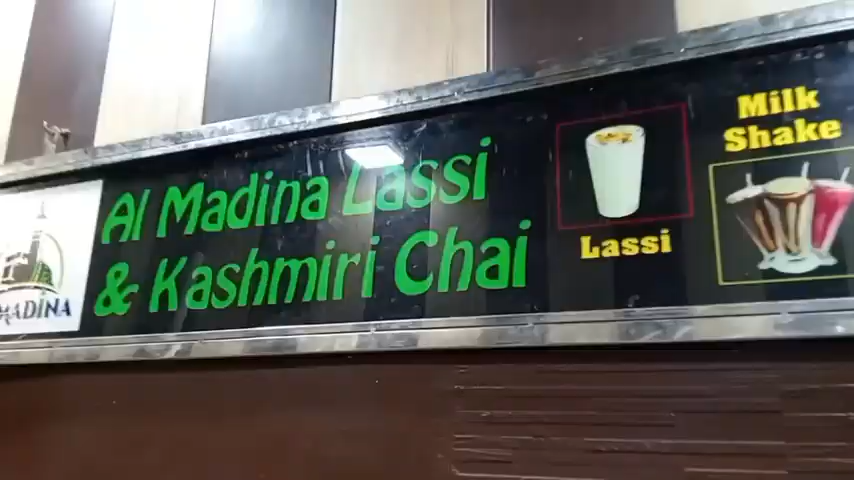 Al Madina Lassi
& Kashmiri Chai
MADINA
Lassi
Milk
Shake